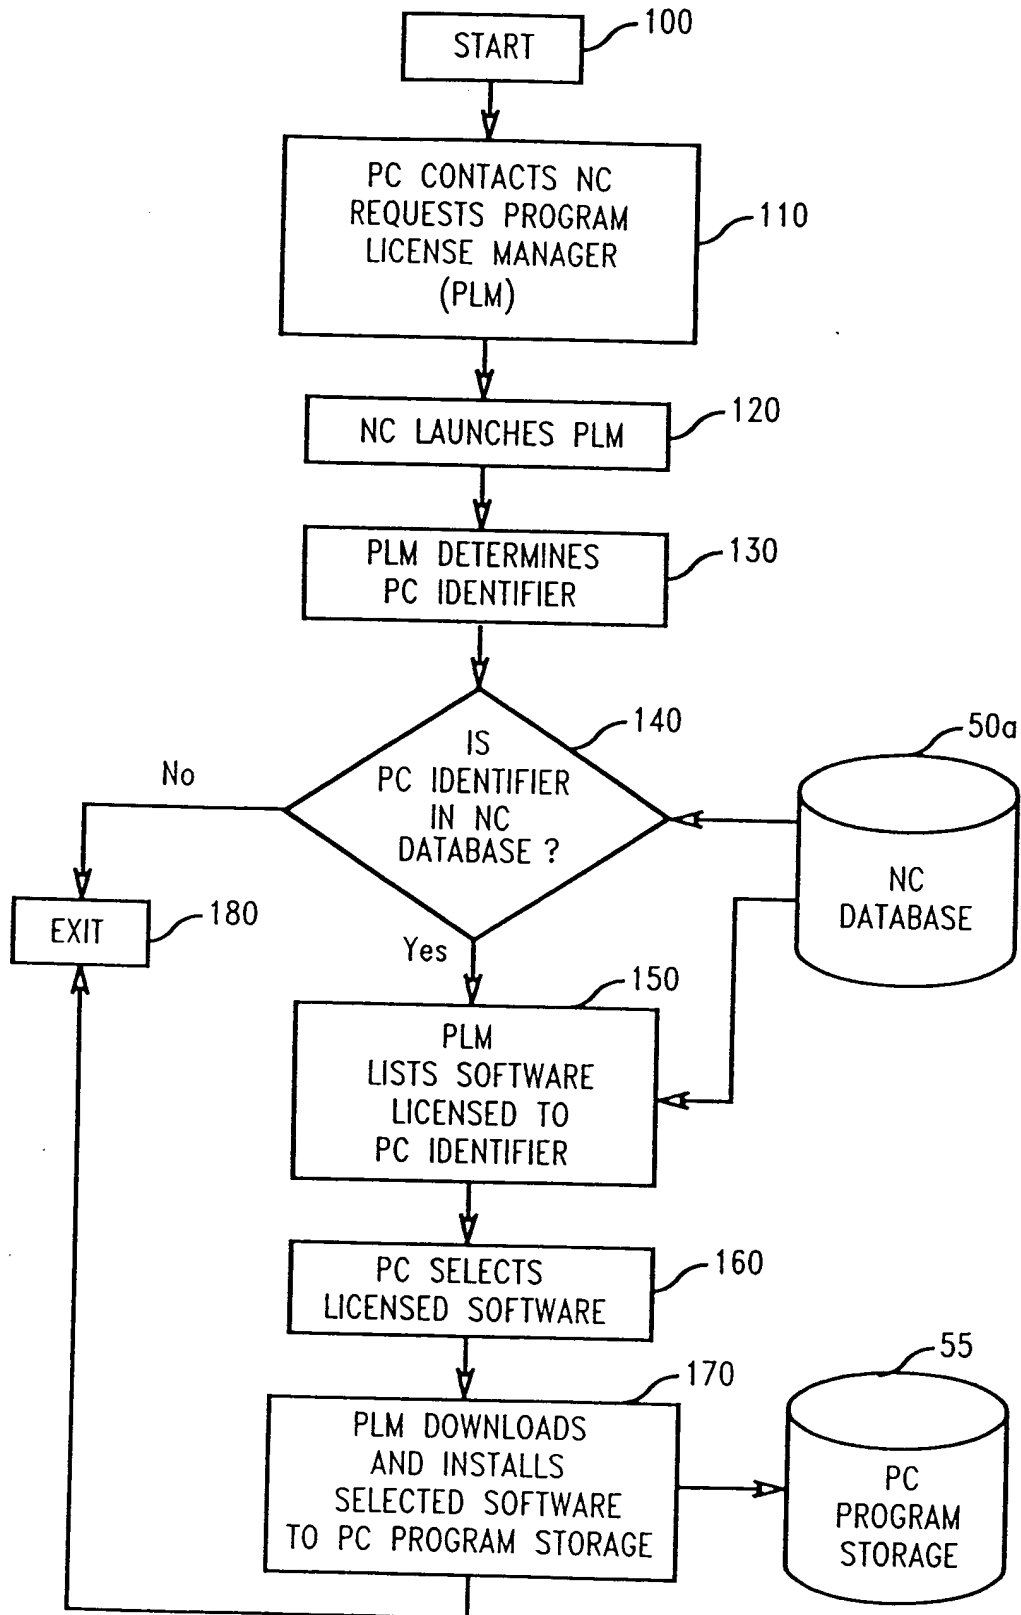 START
100
PC CONTACTS NC
REQUESTS PROGRAM
LICENSE MANAGER
(PLM)
110
NC LAUNCHES PLM
120
PLM DETERMINES
PC IDENTIFIER
130
IS
PC IDENTIFIER
IN NC
DATABASE ?
140
No
Yes
50a
NC
DATABASE
EXIT
180
PLM
LISTS SOFTWARE
LICENSED TO
PC IDENTIFIER
150
PC SELECTS
LICENSED SOFTWARE
160
PLM DOWNLOADS
AND INSTALLS
SELECTED SOFTWARE
TO PC PROGRAM STORAGE
170
55
PC
PROGRAM
STORAGE